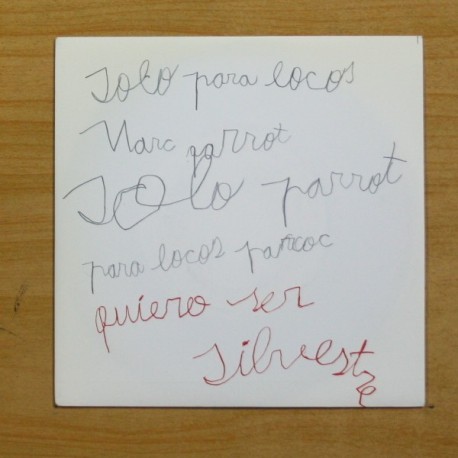 Solo para locos
Marc parrot
Solo parrot
para locos parroc
quiero ser
silvestre